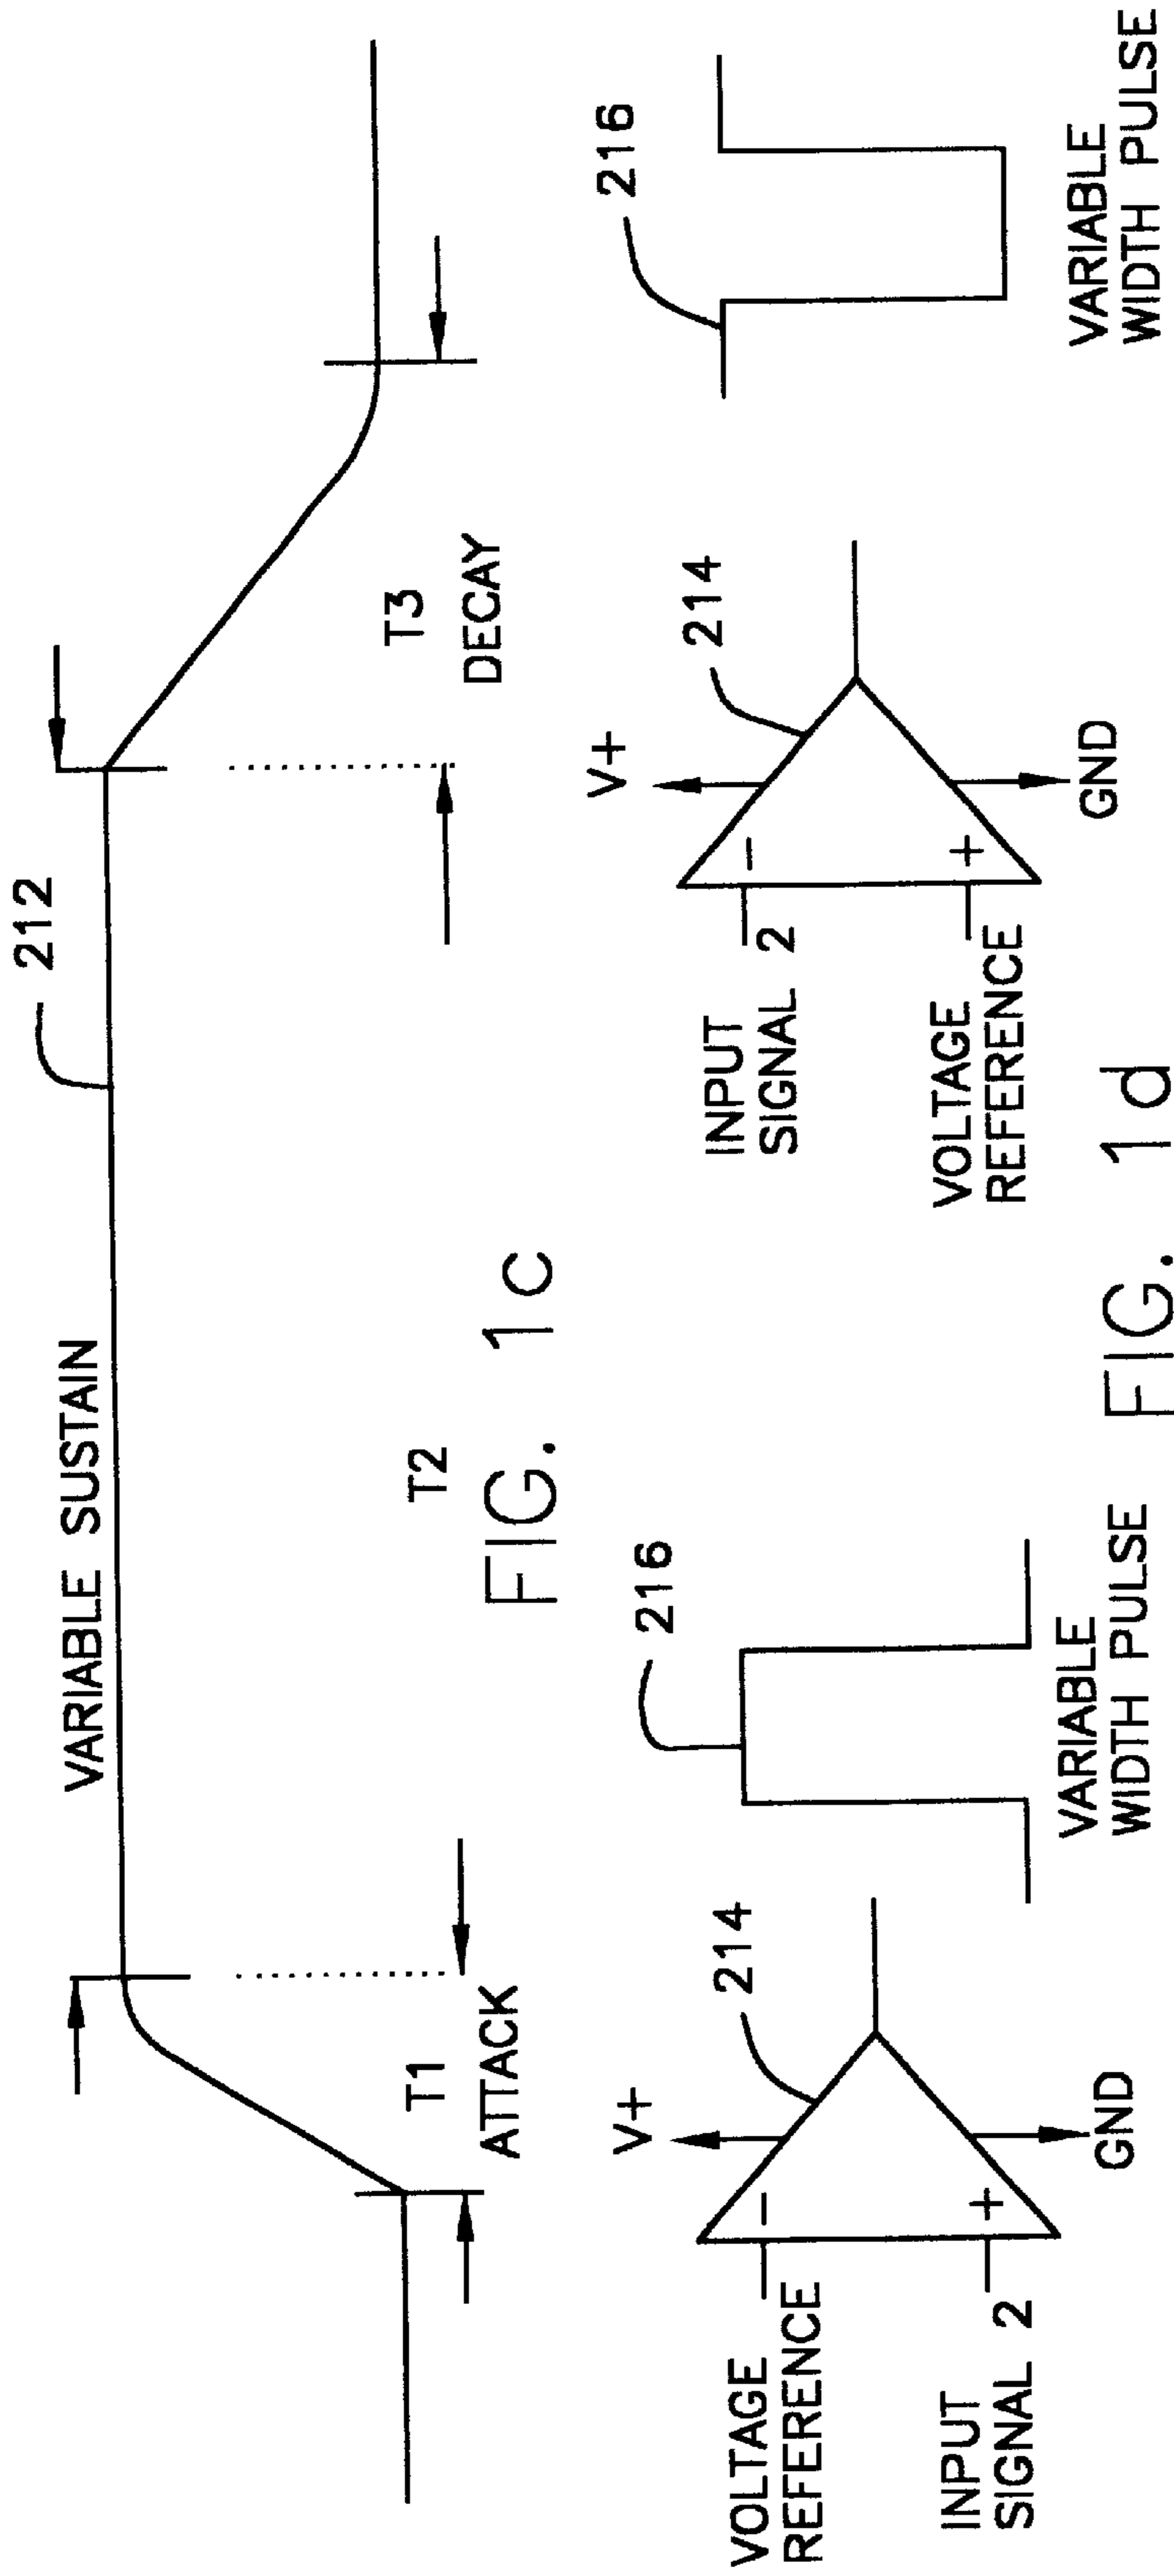 212
VARIABLE SUSTAIN
T1
ATTACK
T2
T3
DECAY
FIG. 1c
V+
214
VOLTAGE
REFERENCE
-
+
INPUT
SIGNAL 2
GND
216
VARIABLE
WIDTH PULSE
V+
214
INPUT
SIGNAL 2
-
+
VOLTAGE
REFERENCE
GND
216
VARIABLE
WIDTH PULSE
FIG. 1d